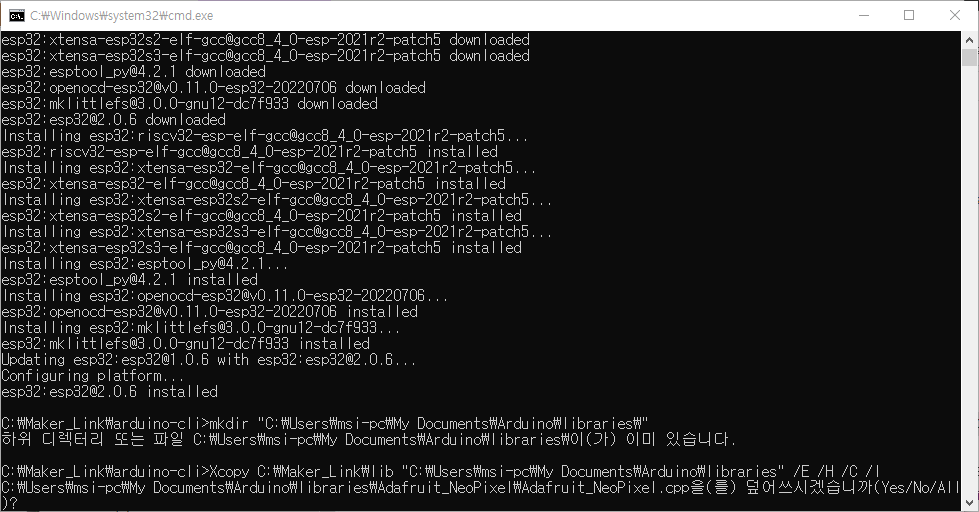 C:₩Windows₩system32₩cmd.exe
esp32:xtensa-esp32s2-elf-gcc@gcc8_4_0-esp-2021r2-patch5 downloaded
esp32:xtensa-esp32s3-elf-gcc@gcc8_4_0-esp-2021r2-patch5 downloaded
esp32:esptool_py@4.2.1 downloaded
esp32:openocd-esp32@v0.11.0-esp32-20220706 downloaded
esp32:mklittlefs@3.0.0-gnu12-dc7f933 downloaded
esp32:esp32@2.0.6 downloaded
Installing esp32:riscv32-esp-elf-gcc@gcc8_4_0-esp-2021r2-patch5...
esp32:riscv32-esp-elf-gcc@gcc8_4_0-esp-2021r2-patch5 installed
Installing esp32:xtensa-esp32-elf-gcc@gcc8_4_0-esp-2021r2-patch5...
esp32:xtensa-esp32-elf-gcc@gcc8_4_0-esp-2021r2-patch5 installed
Installing esp32:xtensa-esp32s2-elf-gcc@gcc8_4_0-esp-2021r2-patch5...
esp32:xtensa-esp32s2-elf-gcc@gcc8_4_0-esp-2021r2-patch5 installed
Installing esp32:xtensa-esp32s3-elf-gcc@gcc8_4_0-esp-2021r2-patch5...
esp32:xtensa-esp32s3-elf-gcc@gcc8_4_0-esp-2021r2-patch5 installed
Installing esp32:esptool_py@4.2.1...
esp32:esptool_py@4.2.1 installed
Installing esp32:openocd-esp32@v0.11.0-esp32-20220706...
esp32:openocd-esp32@v0.11.0-esp32-20220706 installed
Installing esp32:mklittlefs@3.0.0-gnu12-dc7f933...
esp32:mklittlefs@3.0.0-gnu12-dc7f933 installed
Updating esp32:esp32@1.0.6 with esp32:esp32@2.0.6...
Configuring platform...
esp32:esp32@2.0.6 installed
C:₩Maker_Link₩arduino-cli>mkdir "C:₩Users₩msi-pc₩My Documents₩Arduino₩libraries₩"
하위 디렉터리 또는 파일 C:₩Users₩msi-pc₩My Documents₩Arduino₩libraries₩이(가) 이미 있습니다.
C:₩Maker_Link₩arduino-cli>Xcopy C:₩Maker_Link₩lib "C:₩Users₩msi-pc₩My Documents₩Arduino₩libraries" /E /H /C /I
C:₩Users₩msi-pc₩My Documents₩Arduino₩libraries₩Adafruit_NeoPixel₩Adafruit_NeoPixel.cpp을(를) 덮어쓰시겠습니까(Yes/No/All
)?